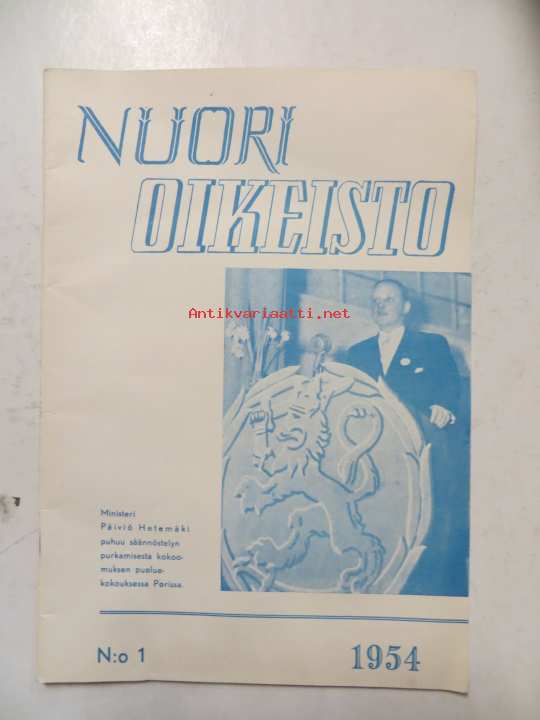 NUORI
OIKEISTO
Antikvariaatti.net
Ministeri
Päiviö Hetemäki
puhuu säännöstelyn
purkamisesta kokoo-
muksen puolue-
kokouksessa Porissa.
N:o 1
1954